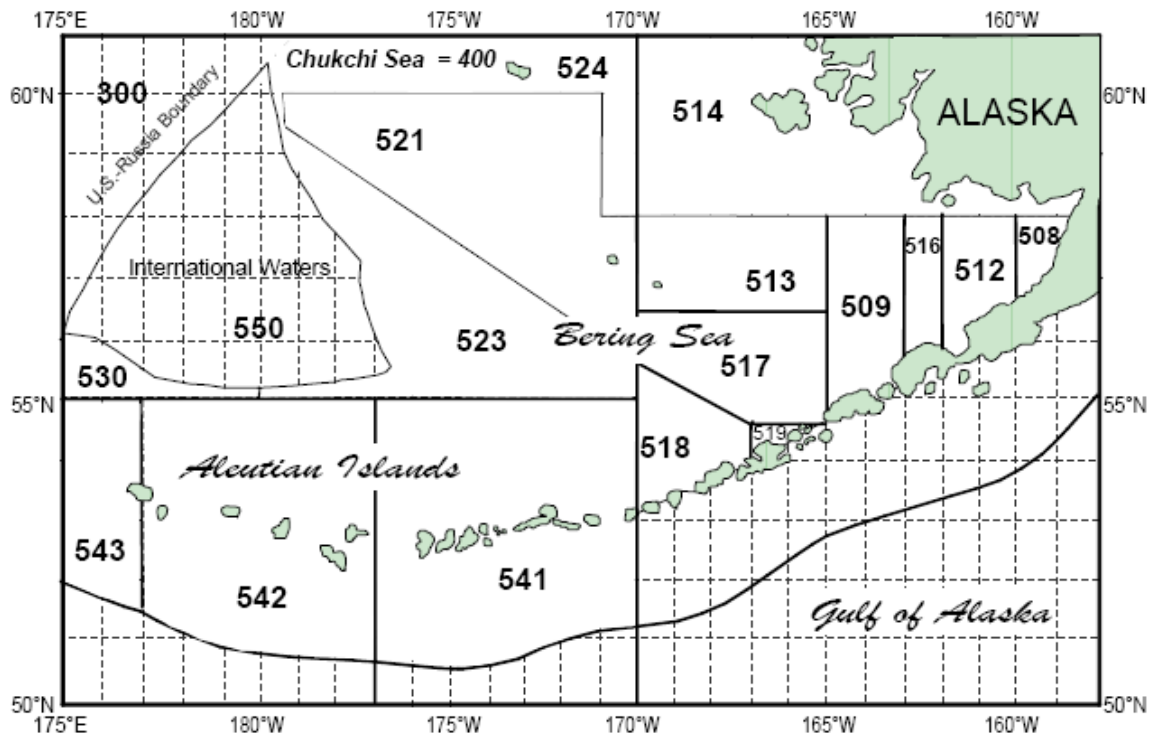 175°E 180°W 175°W 170°W 165°W 160°W
Chukchi Sea = 400
524
60°N
300
60°N
514
ALASKA
521
U.S.-Russia Boundary
508
516
International Waters
512
513
509
550
523
Bering Sea
517
530
55°N
55°N
519
518
Aleutian Islands
543
541
542
Gulf of Alaska
50°N
50°N
175°E 180°W 175°W 170°W 165°W 160°W